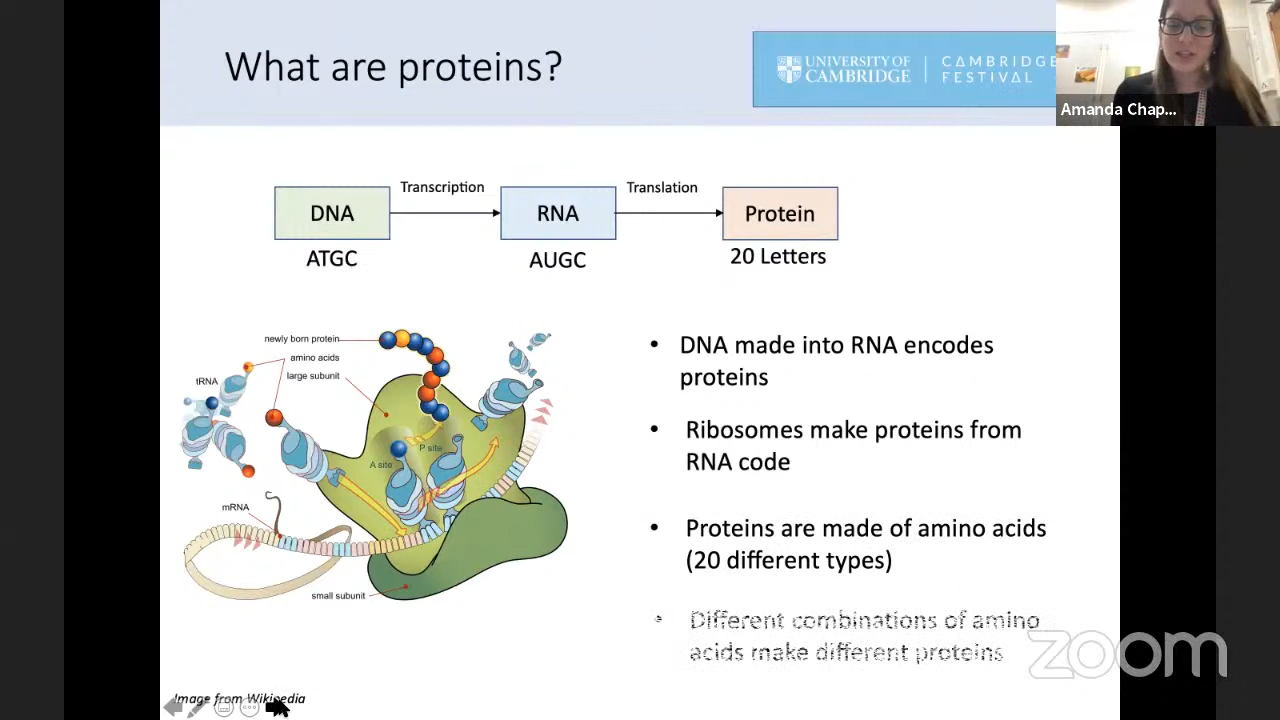 What are proteins?
UNIVERSITY OF
CAMBRIDGE
CAMBRIDGE
FESTIVAL
Amanda Chap...
Transcription
Translation
DNA
RNA
Protein
ATGC
AUGC
20 Letters
newly born protein
amino acids
large subunit
tRNA
P site
A site
mRNA
small subunit
• DNA made into RNA encodes
proteins
• Ribosomes make proteins from
RNA code
• Proteins are made of amino acids
(20 different types)
• Different combinations of amino
acids make different proteins
zoom
Image from Wikipedia